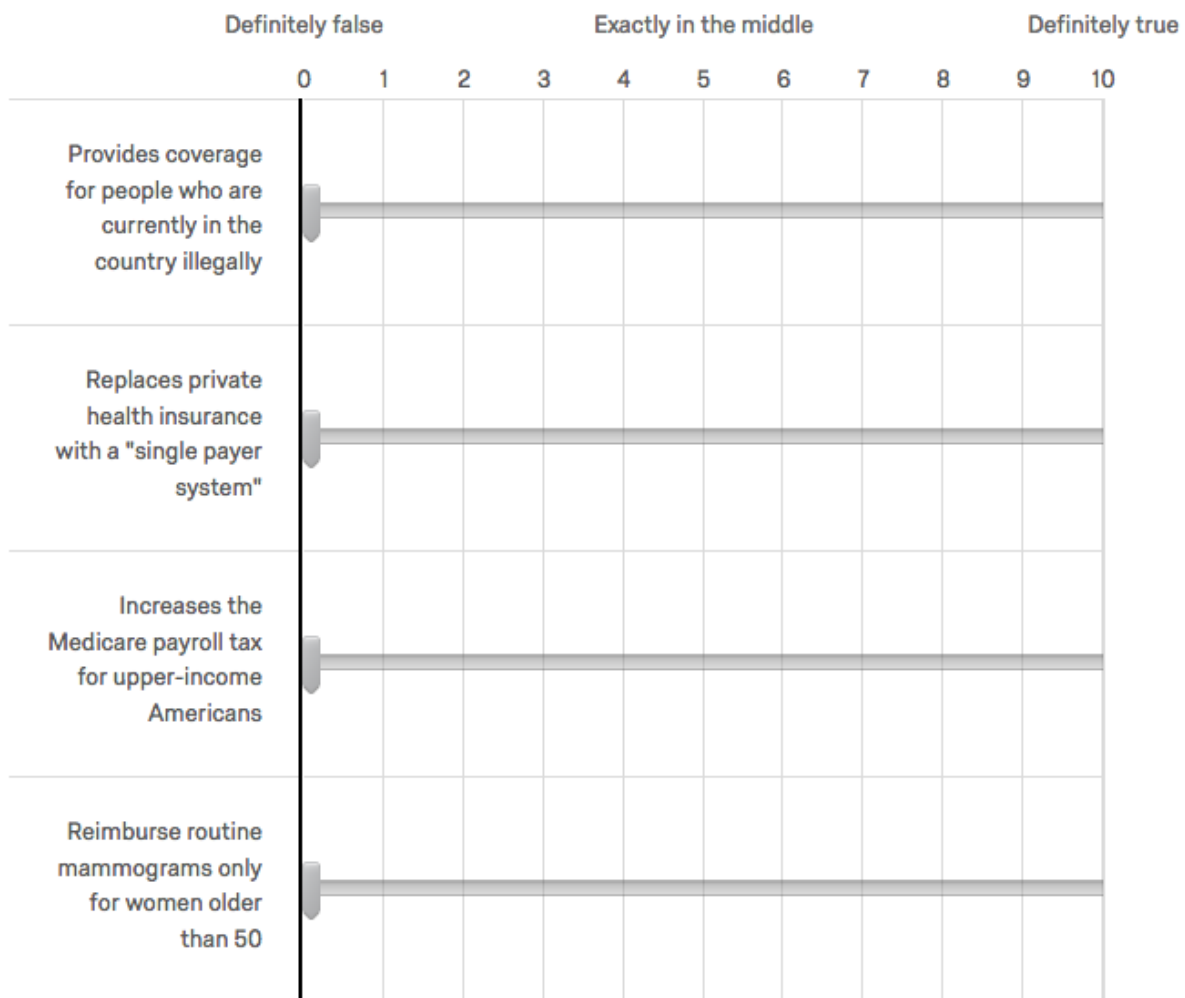 Definitely false Exactly in the middle Definitely true
0 1 2 3 4 5 6 7 8 9 10
Provides coverage
for people who are
currently in the
country illegally
Replaces private
health insurance
with a "single payer
system"
Increases the
Medicare payroll tax
for upper-income
Americans
Reimburse routine
mammograms only
for women older
than 50